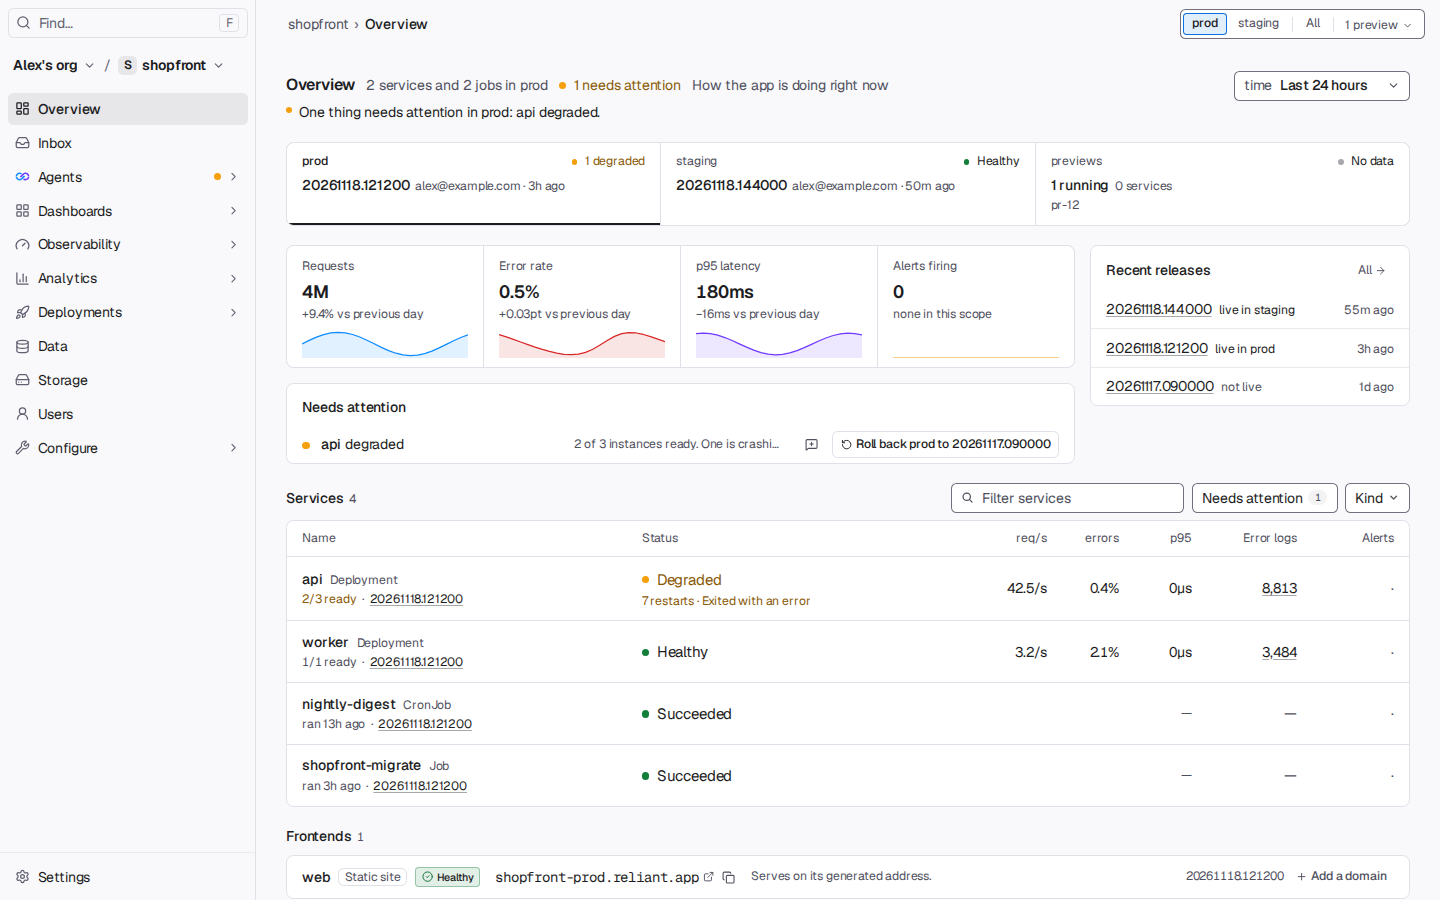 Find...
F
Alex's org / S shopfront
Overview
Inbox
Agents
Dashboards
Observability
Analytics
Deployments
Data
Storage
Users
Configure
Settings
shopfront › Overview
prod staging All 1 preview
Overview 2 services and 2 jobs in prod 1 needs attention How the app is doing right now
time Last 24 hours
One thing needs attention in prod: api degraded.
prod 1 degraded
20261118.121200 alex@example.com · 3h ago
staging Healthy
20261118.144000 alex@example.com · 50m ago
previews No data
1 running 0 services
pr-12
Requests
4M
+9.4% vs previous day
Error rate
0.5%
+0.03pt vs previous day
p95 latency
180ms
−16ms vs previous day
Alerts firing
0
none in this scope
Recent releases All →
20261118.144000 live in staging 55m ago
20261118.121200 live in prod 3h ago
20261117.090000 not live 1d ago
Needs attention
api degraded 2 of 3 instances ready. One is crashi... Roll back prod to 20261117.090000
Services 4
Filter services
Needs attention 1
Kind
Name Status req/s errors p95 Error logs Alerts
api Deployment
2/3 ready · 20261118.121200
Degraded
7 restarts · Exited with an error
42.5/s 0.4% 0µs 8,813 ·
worker Deployment
1/1 ready · 20261118.121200
Healthy
3.2/s 2.1% 0µs 3,484 ·
nightly-digest CronJob
ran 13h ago · 20261118.121200
Succeeded
— — ·
shopfront-migrate Job
ran 3h ago · 20261118.121200
Succeeded
— — ·
Frontends 1
web Static site Healthy shopfront-prod.reliant.app Serves on its generated address. 20261118.121200 + Add a domain